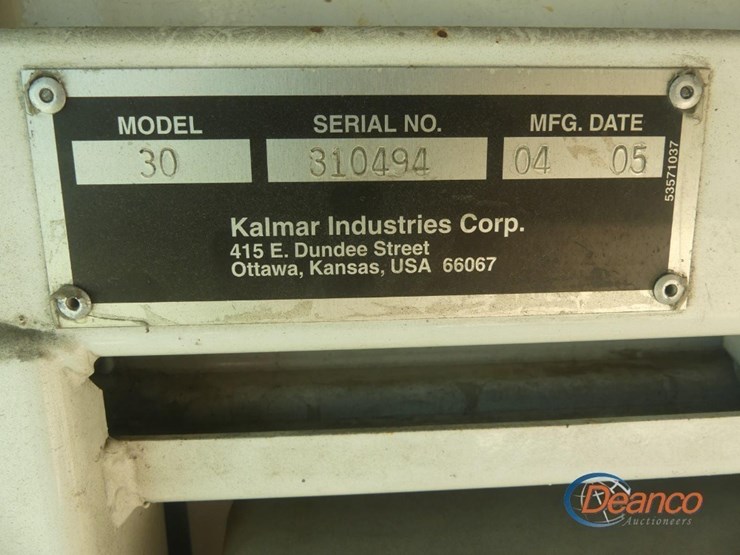 MODEL SERIAL NO. MFG. DATE
30 310494 04 05
53571037
Kalmar Industries Corp.
415 E. Dundee Street
Ottawa, Kansas, USA 66067
Deanco
Auctioneers